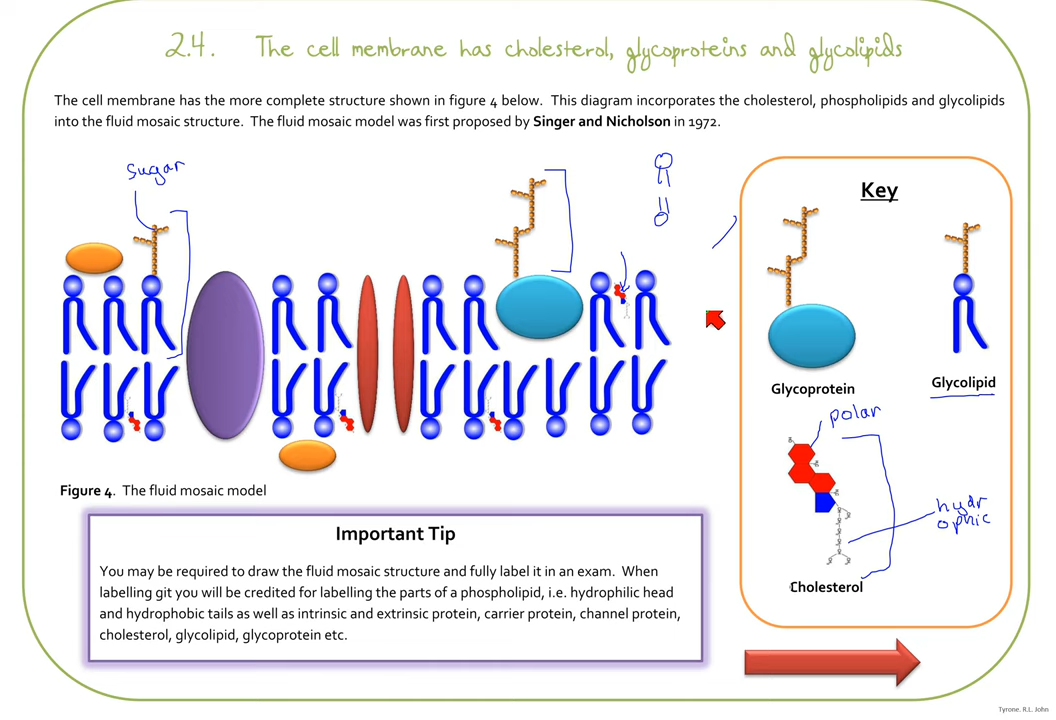 2.4. The cell membrane has cholesterol, glycoproteins and glycolipids
The cell membrane has the more complete structure shown in figure 4 below. This diagram incorporates the cholesterol, phospholipids and glycolipids
into the fluid mosaic structure. The fluid mosaic model was first proposed by Singer and Nicholson in 1972.
sugar
Key
Glycoprotein
Glycolipid
polar
hydr
ophic
Cholesterol
Figure 4. The fluid mosaic model
Important Tip
You may be required to draw the fluid mosaic structure and fully label it in an exam. When
labelling git you will be credited for labelling the parts of a phospholipid, i.e. hydrophilic head
and hydrophobic tails as well as intrinsic and extrinsic protein, carrier protein, channel protein,
cholesterol, glycolipid, glycoprotein etc.
Tyrone. R.L. John